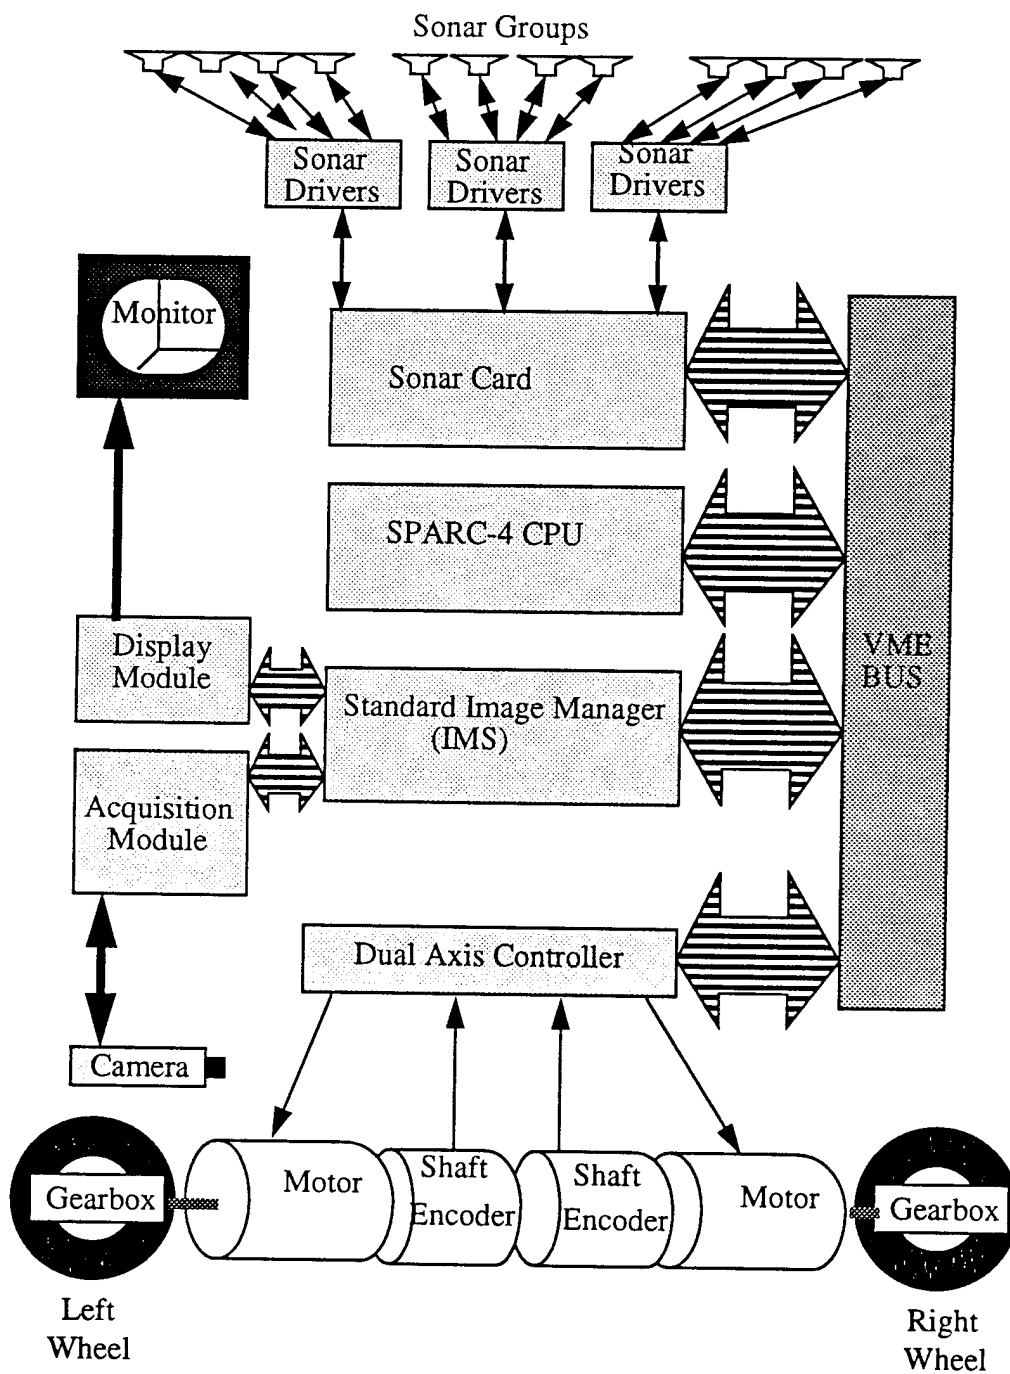 Sonar Groups
Sonar
Drivers
Sonar
Drivers
Sonar
Drivers
Monitor
Sonar Card
SPARC-4 CPU
VME
BUS
Display
Module
Standard Image Manager
(IMS)
Acquisition
Module
Dual Axis Controller
Camera
Gearbox
Motor
Shaft
Encoder
Shaft
Encoder
Motor
Gearbox
Left
Wheel
Right
Wheel